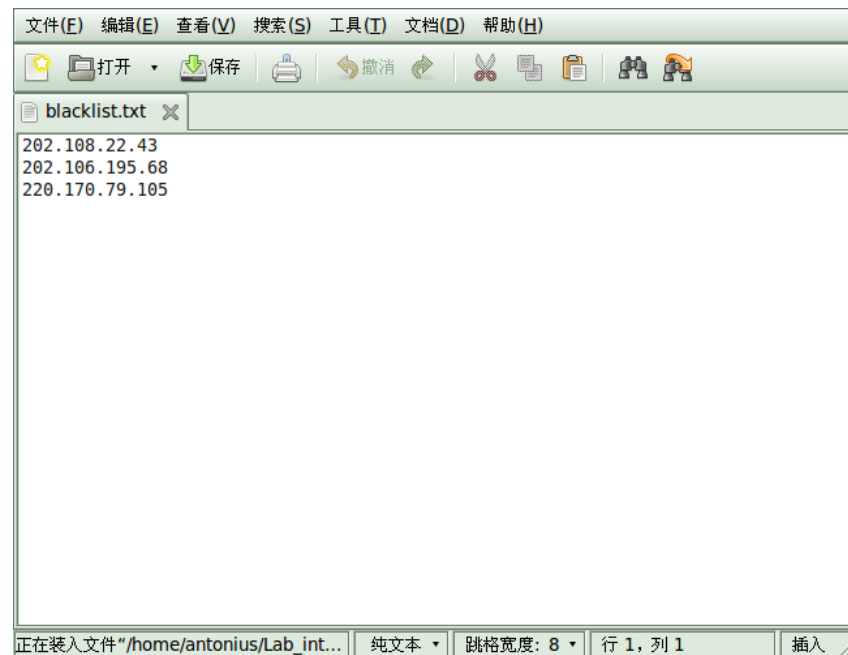 文件(F) 编辑(E) 查看(V) 搜索(S) 工具(T) 文档(D) 帮助(H)
打开 保存 撤消
blacklist.txt
202.108.22.43
202.106.195.68
220.170.79.105
正在装入文件“/home/antonius/Lab_int... 纯文本 跳格宽度: 8 行 1, 列 1 插入